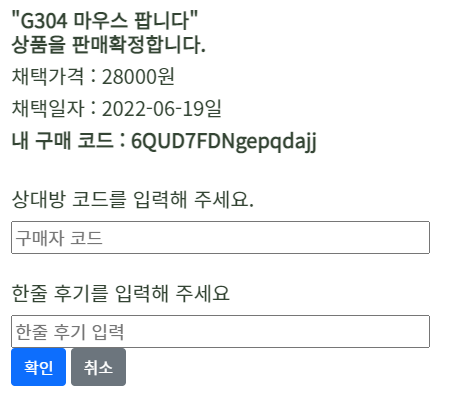 "G304 마우스 팝니다"
상품을 판매확정합니다.
채택가격 : 28000원
채택일자 : 2022-06-19일
내 구매 코드 : 6QUD7FDNgepqdajj
상대방 코드를 입력해 주세요.
구매자 코드
한줄 후기를 입력해 주세요
한줄 후기 입력
확인 취소